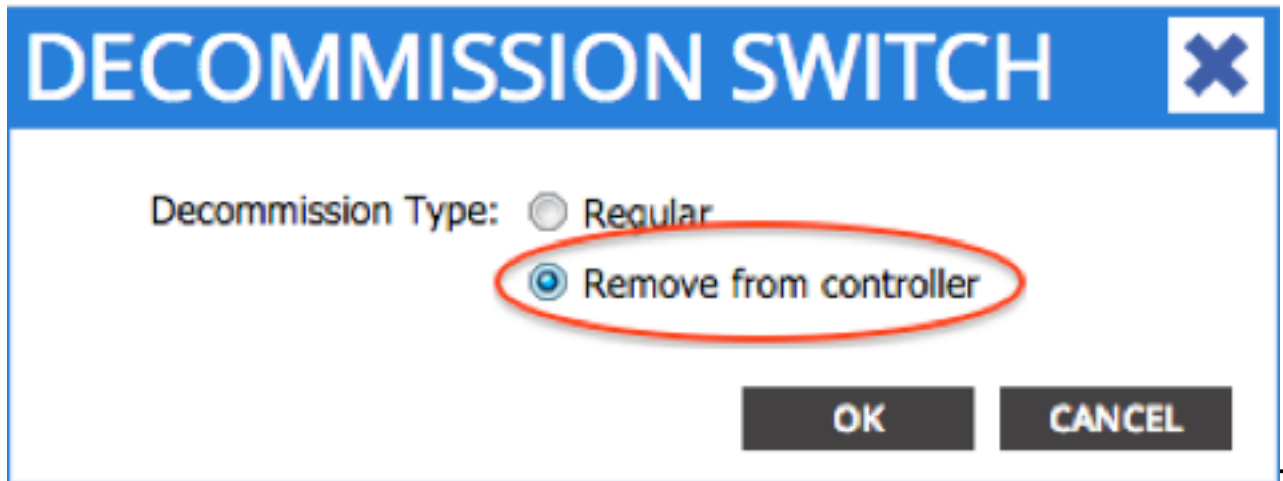 DECOMMISSION SWITCH
Decommission Type: Regular
Remove from controller
OK CANCEL